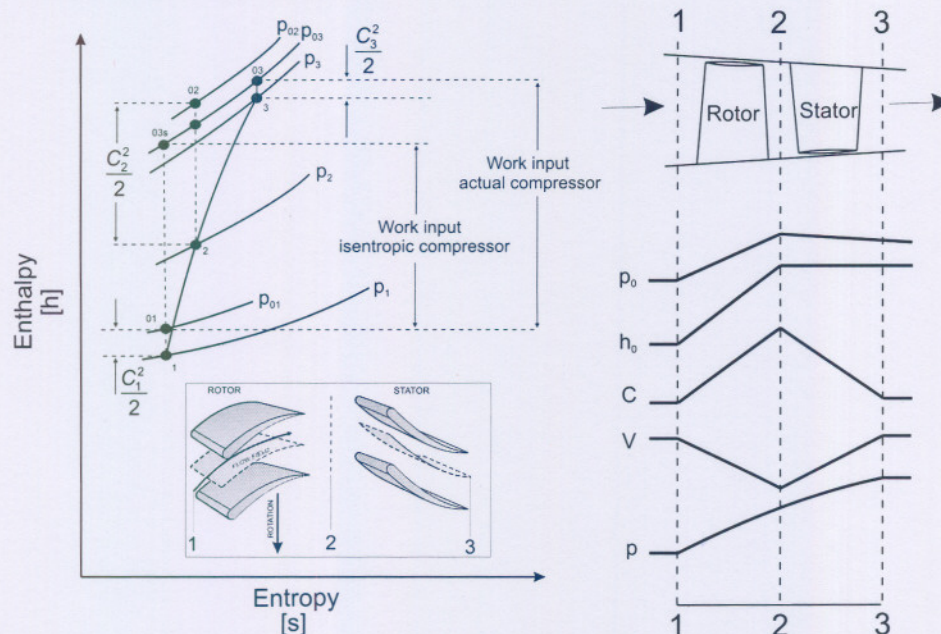 p02 p03
p3
C3²/2
03
02
3
03s
C2²/2
Work input
actual compressor
p2
Work input
isentropic compressor
2
01
p01
p1
1
C1²/2
Enthalpy
[h]
ROTOR
STATOR
FLOW FIELD
ROTATION
1
2
3
Entropy
[s]
1 2 3
Rotor
Stator
p0
h0
C
V
p
1 2 3